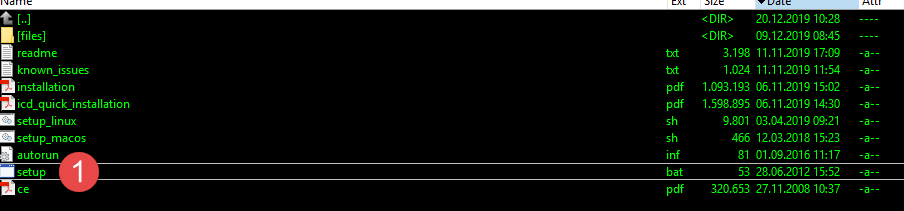 Name Ext Size Date Attr
[..] <DIR> 20.12.2019 10:28 ----
[files] <DIR> 09.12.2019 08:45 ----
readme txt 3.198 11.11.2019 17:09 -a--
known_issues txt 1.024 11.11.2019 11:54 -a--
installation pdf 1.093.193 06.11.2019 15:02 -a--
icd_quick_installation pdf 1.598.895 06.11.2019 14:30 -a--
setup_linux sh 9.801 03.04.2019 09:21 -a--
setup_macos sh 466 12.03.2018 15:23 -a--
autorun inf 81 01.09.2016 11:17 -a--
setup 1 bat 53 28.06.2012 15:52 -a--
ce pdf 320.653 27.11.2008 10:37 -a--